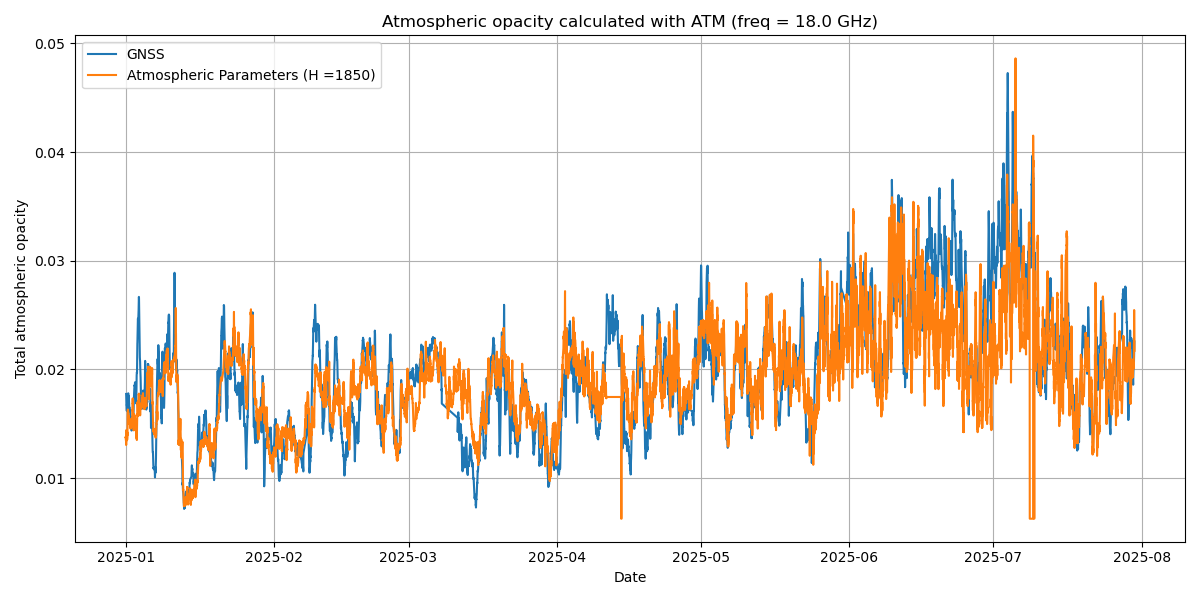 Atmospheric opacity calculated with ATM (freq = 18.0 GHz)
GNSS
Atmospheric Parameters (H =1850)
Total atmospheric opacity
0.05
0.04
0.03
0.02
0.01
2025-01
2025-02
2025-03
2025-04
2025-05
2025-06
2025-07
2025-08
Date